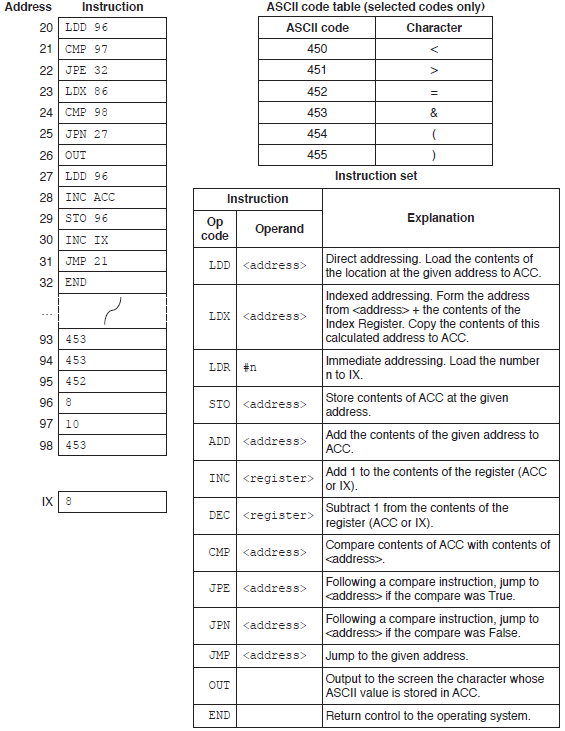 Address Instruction
20 LDD 96
21 CMP 97
22 JPE 32
23 LDX 86
24 CMP 98
25 JPN 27
26 OUT
27 LDD 96
28 INC ACC
29 STO 96
30 INC IX
31 JMP 21
32 END
...
93 453
94 453
95 452
96 8
97 10
98 453
IX 8
ASCII code table (selected codes only)
ASCII code Character
450 <
451 >
452 =
453 &
454 (
455 )
Instruction set
Instruction
Op
code
Operand
Explanation
LDD <address> Direct addressing. Load the contents of
the location at the given address to ACC.
LDX <address> Indexed addressing. Form the address
from <address> + the contents of the
Index Register. Copy the contents of this
calculated address to ACC.
LDR #n Immediate addressing. Load the number
n to IX.
STO <address> Store contents of ACC at the given
address.
ADD <address> Add the contents of the given address to
ACC.
INC <register> Add 1 to the contents of the register (ACC
or IX).
DEC <register> Subtract 1 from the contents of the
register (ACC or IX).
CMP <address> Compare contents of ACC with contents of
<address>.
JPE <address> Following a compare instruction, jump to
<address> if the compare was True.
JPN <address> Following a compare instruction, jump to
<address> if the compare was False.
JMP <address> Jump to the given address.
OUT Output to the screen the character whose
ASCII value is stored in ACC.
END Return control to the operating system.